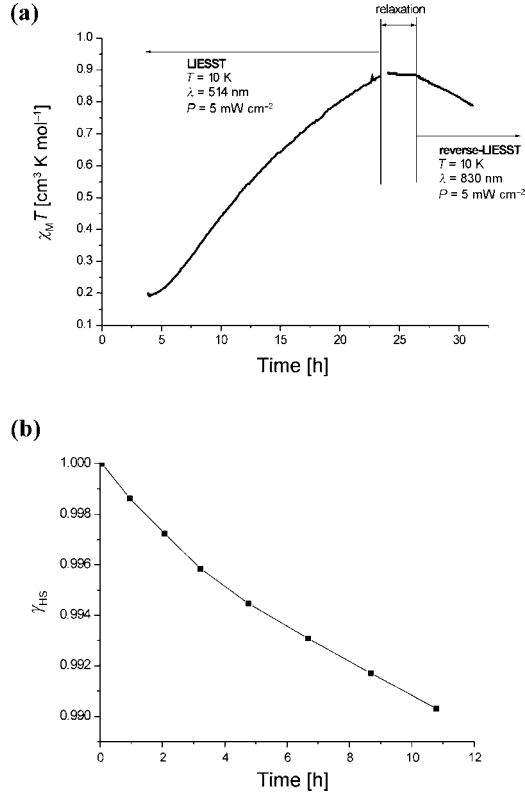 (a)
relaxation
LIESST
T = 10 K
λ = 514 nm
P = 5 mW cm⁻²
reverse-LIESST
T = 10 K
λ = 830 nm
P = 5 mW cm⁻²
χMT [cm³ K mol⁻¹]
1.0
0.9
0.8
0.7
0.6
0.5
0.4
0.3
0.2
0.1
0 5 10 15 20 25 30
Time [h]
(b)
γHS
1.000
0.998
0.996
0.994
0.992
0.990
0 2 4 6 8 10 12
Time [h]